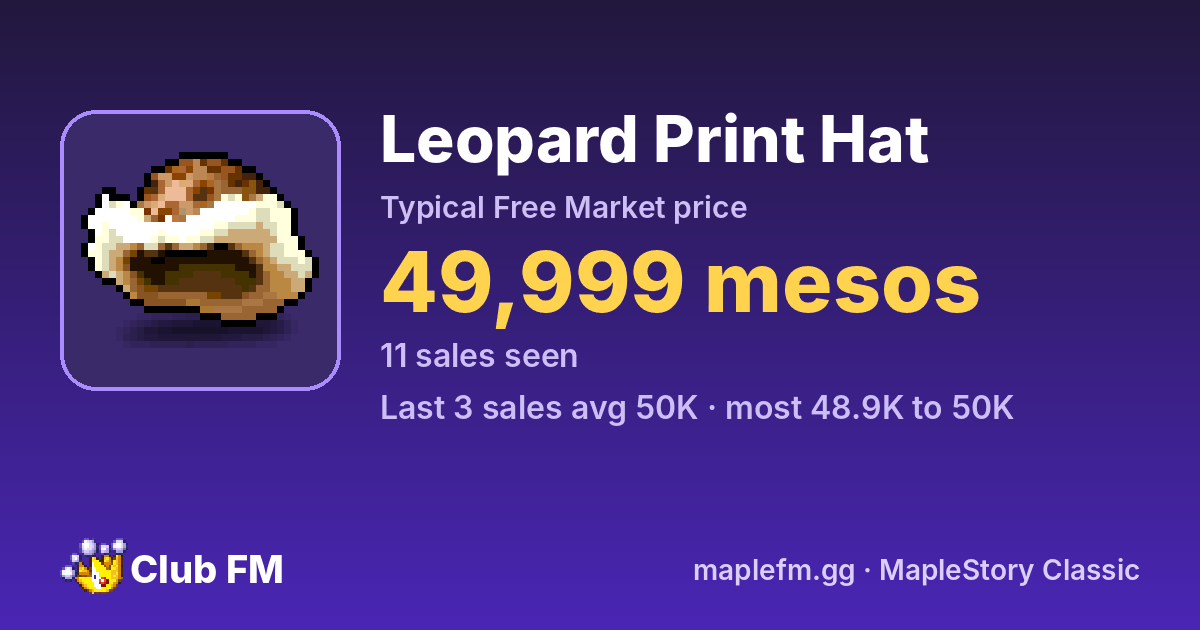 Leopard Print Hat
Typical Free Market price
49,999 mesos
11 sales seen
Last 3 sales avg 50K · most 48.9K to 50K
Club FM
maplefm.gg · MapleStory Classic